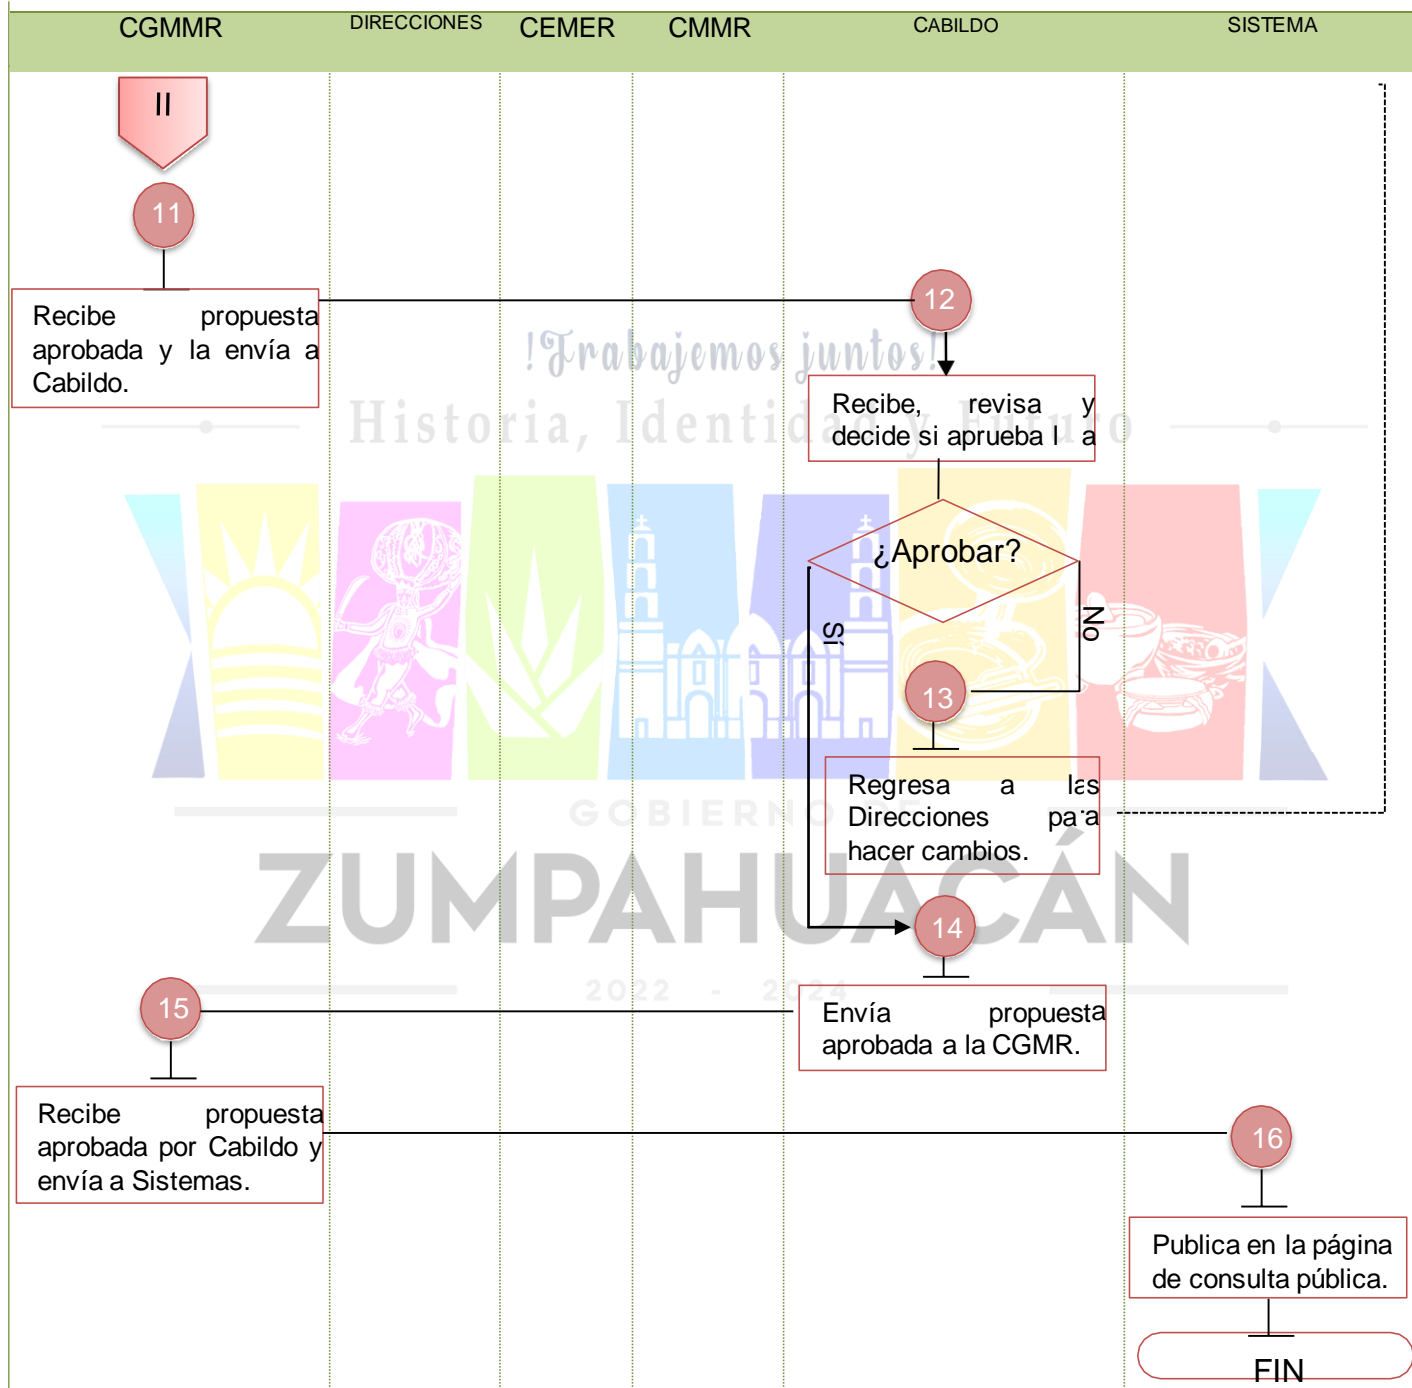 CGMMR
DIRECCIONES
CEMER
CMMR
CABILDO
SISTEMA
II
11
12
Recibe propuesta
aprobada y la envía a
Cabildo.
!Trabajemos juntos!
Historia, Identidad y Futuro
Recibe, revisa y
decide si aprueba l a
¿Aprobar?
Sí
No
13
Regresa a las
Direcciones para
hacer cambios.
GOBIERNO DE
ZUMPAHUACÁN
2022 - 2024
14
Envía propuesta
aprobada a la CGMR.
15
Recibe propuesta
aprobada por Cabildo y
envía a Sistemas.
16
Publica en la página
de consulta pública.
FIN